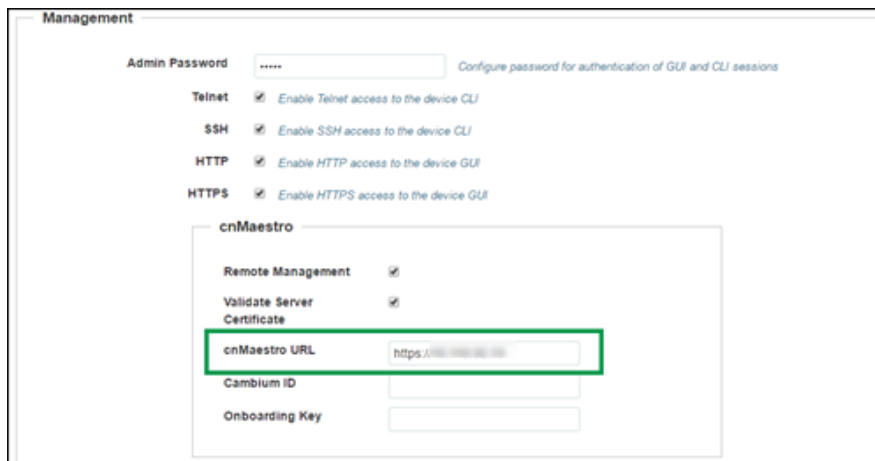 Management
Admin Password ..... Configure password for authentication of GUI and CLI sessions
Telnet Enable Telnet access to the device CLI
SSH Enable SSH access to the device CLI
HTTP Enable HTTP access to the device GUI
HTTPS Enable HTTPS access to the device GUI
cnMaestro
Remote Management
Validate Server
Certificate
cnMaestro URL https:/
Cambium ID
Onboarding Key